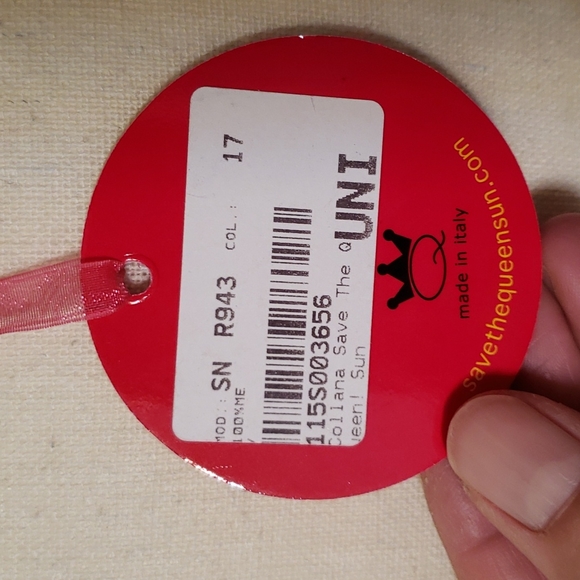 MOD.: SN R943 COL.: 17
100%ME
115S003656
UNI
Collana Save The Q
ueen! Sun
Q
made in italy
savethequeensun.com